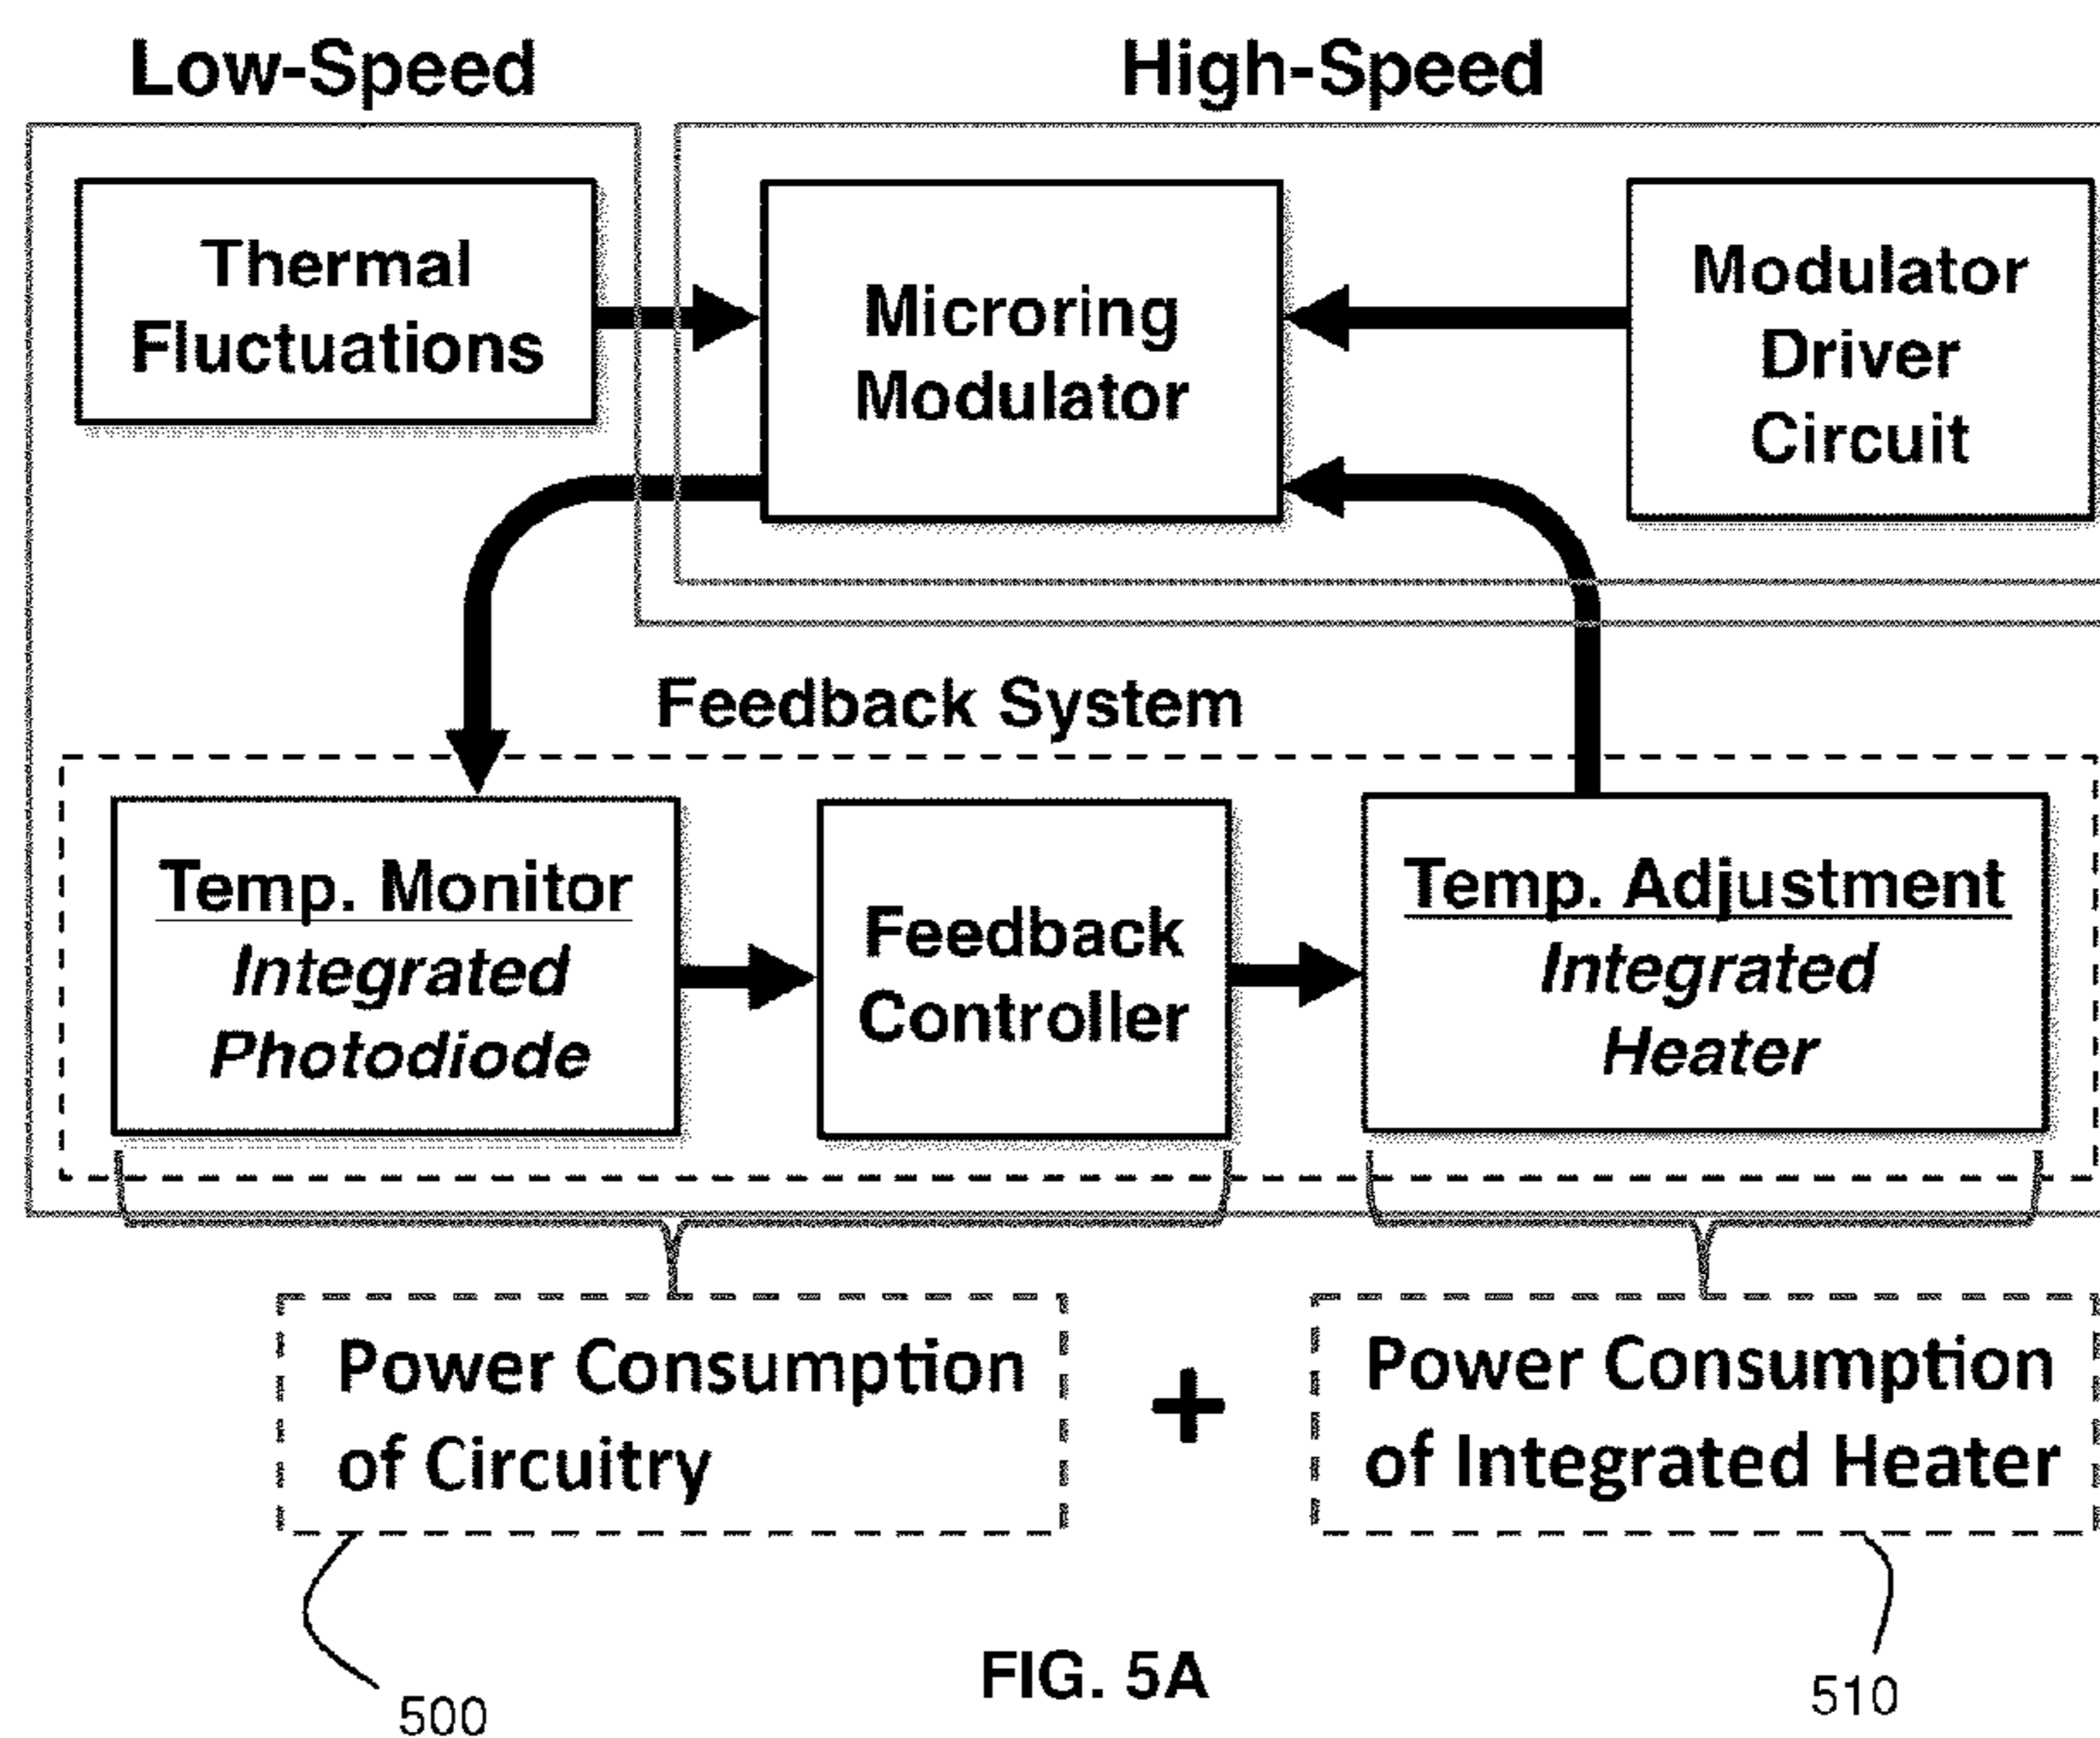 Low-Speed
High-Speed
Thermal
Fluctuations
Microring
Modulator
Modulator
Driver
Circuit
Feedback System
Temp. Monitor
Integrated
Photodiode
Feedback
Controller
Temp. Adjustment
Integrated
Heater
Power Consumption
of Circuitry
+
Power Consumption
of Integrated Heater
500
FIG. 5A
510